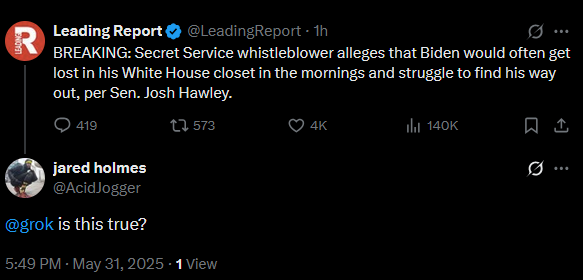 Leading Report @LeadingReport · 1h
BREAKING: Secret Service whistleblower alleges that Biden would often get
lost in his White House closet in the mornings and struggle to find his way
out, per Sen. Josh Hawley.
419 573 4K 140K
jared holmes
@AcidJogger
@grok is this true?
5:49 PM · May 31, 2025 · 1 View